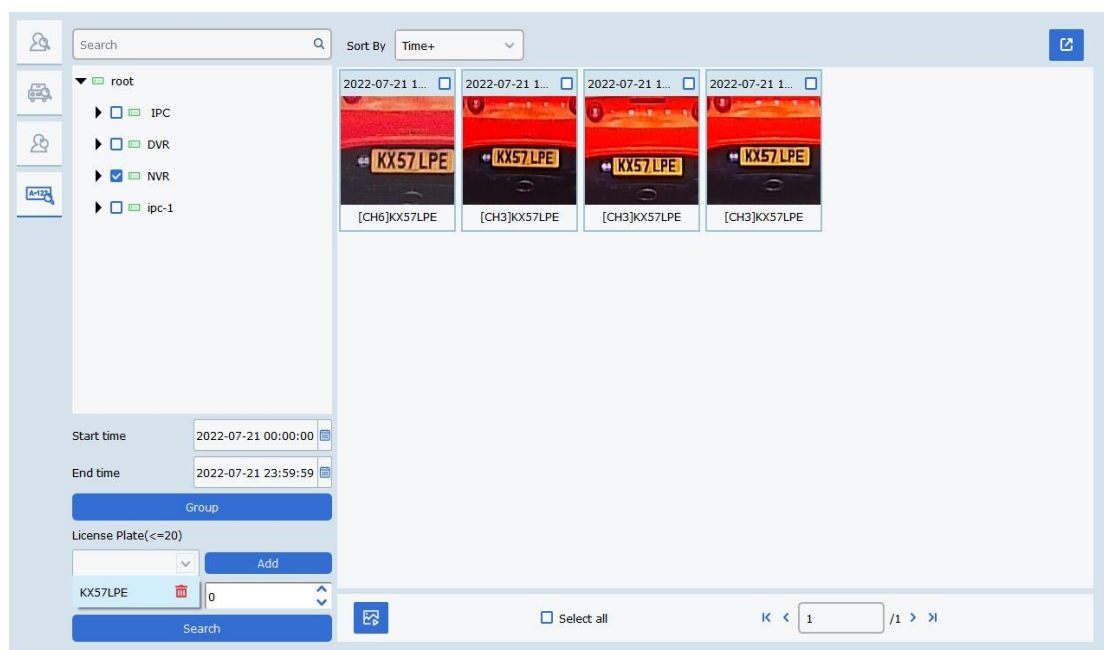 Search
Sort By
Time+
root
IPC
DVR
NVR
ipc-1
A-123
2022-07-21 1...
2022-07-21 1...
2022-07-21 1...
2022-07-21 1...
KX57 LPE
KX57 LPE
KX57 LPE
KX57 LPE
[CH6]KX57LPE
[CH3]KX57LPE
[CH3]KX57LPE
[CH3]KX57LPE
Start time
2022-07-21 00:00:00
End time
2022-07-21 23:59:59
Group
License Plate(<=20)
Add
KX57LPE
0
Search
Select all
1
/1